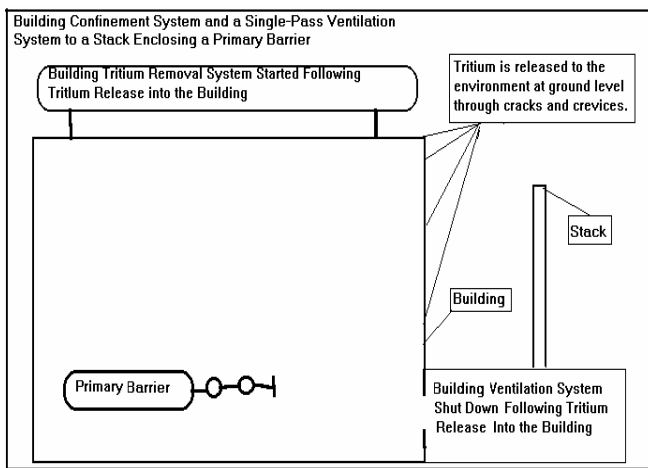 Building Confinement System and a Single-Pass Ventilation
System to a Stack Enclosing a Primary Barrier
Building Tritium Removal System Started Following
Tritium Release into the Building
Tritium is released to the
environment at ground level
through cracks and crevices.
Stack
Building
Primary Barrier
Building Ventilation System
Shut Down Following Tritium
Release Into the Building